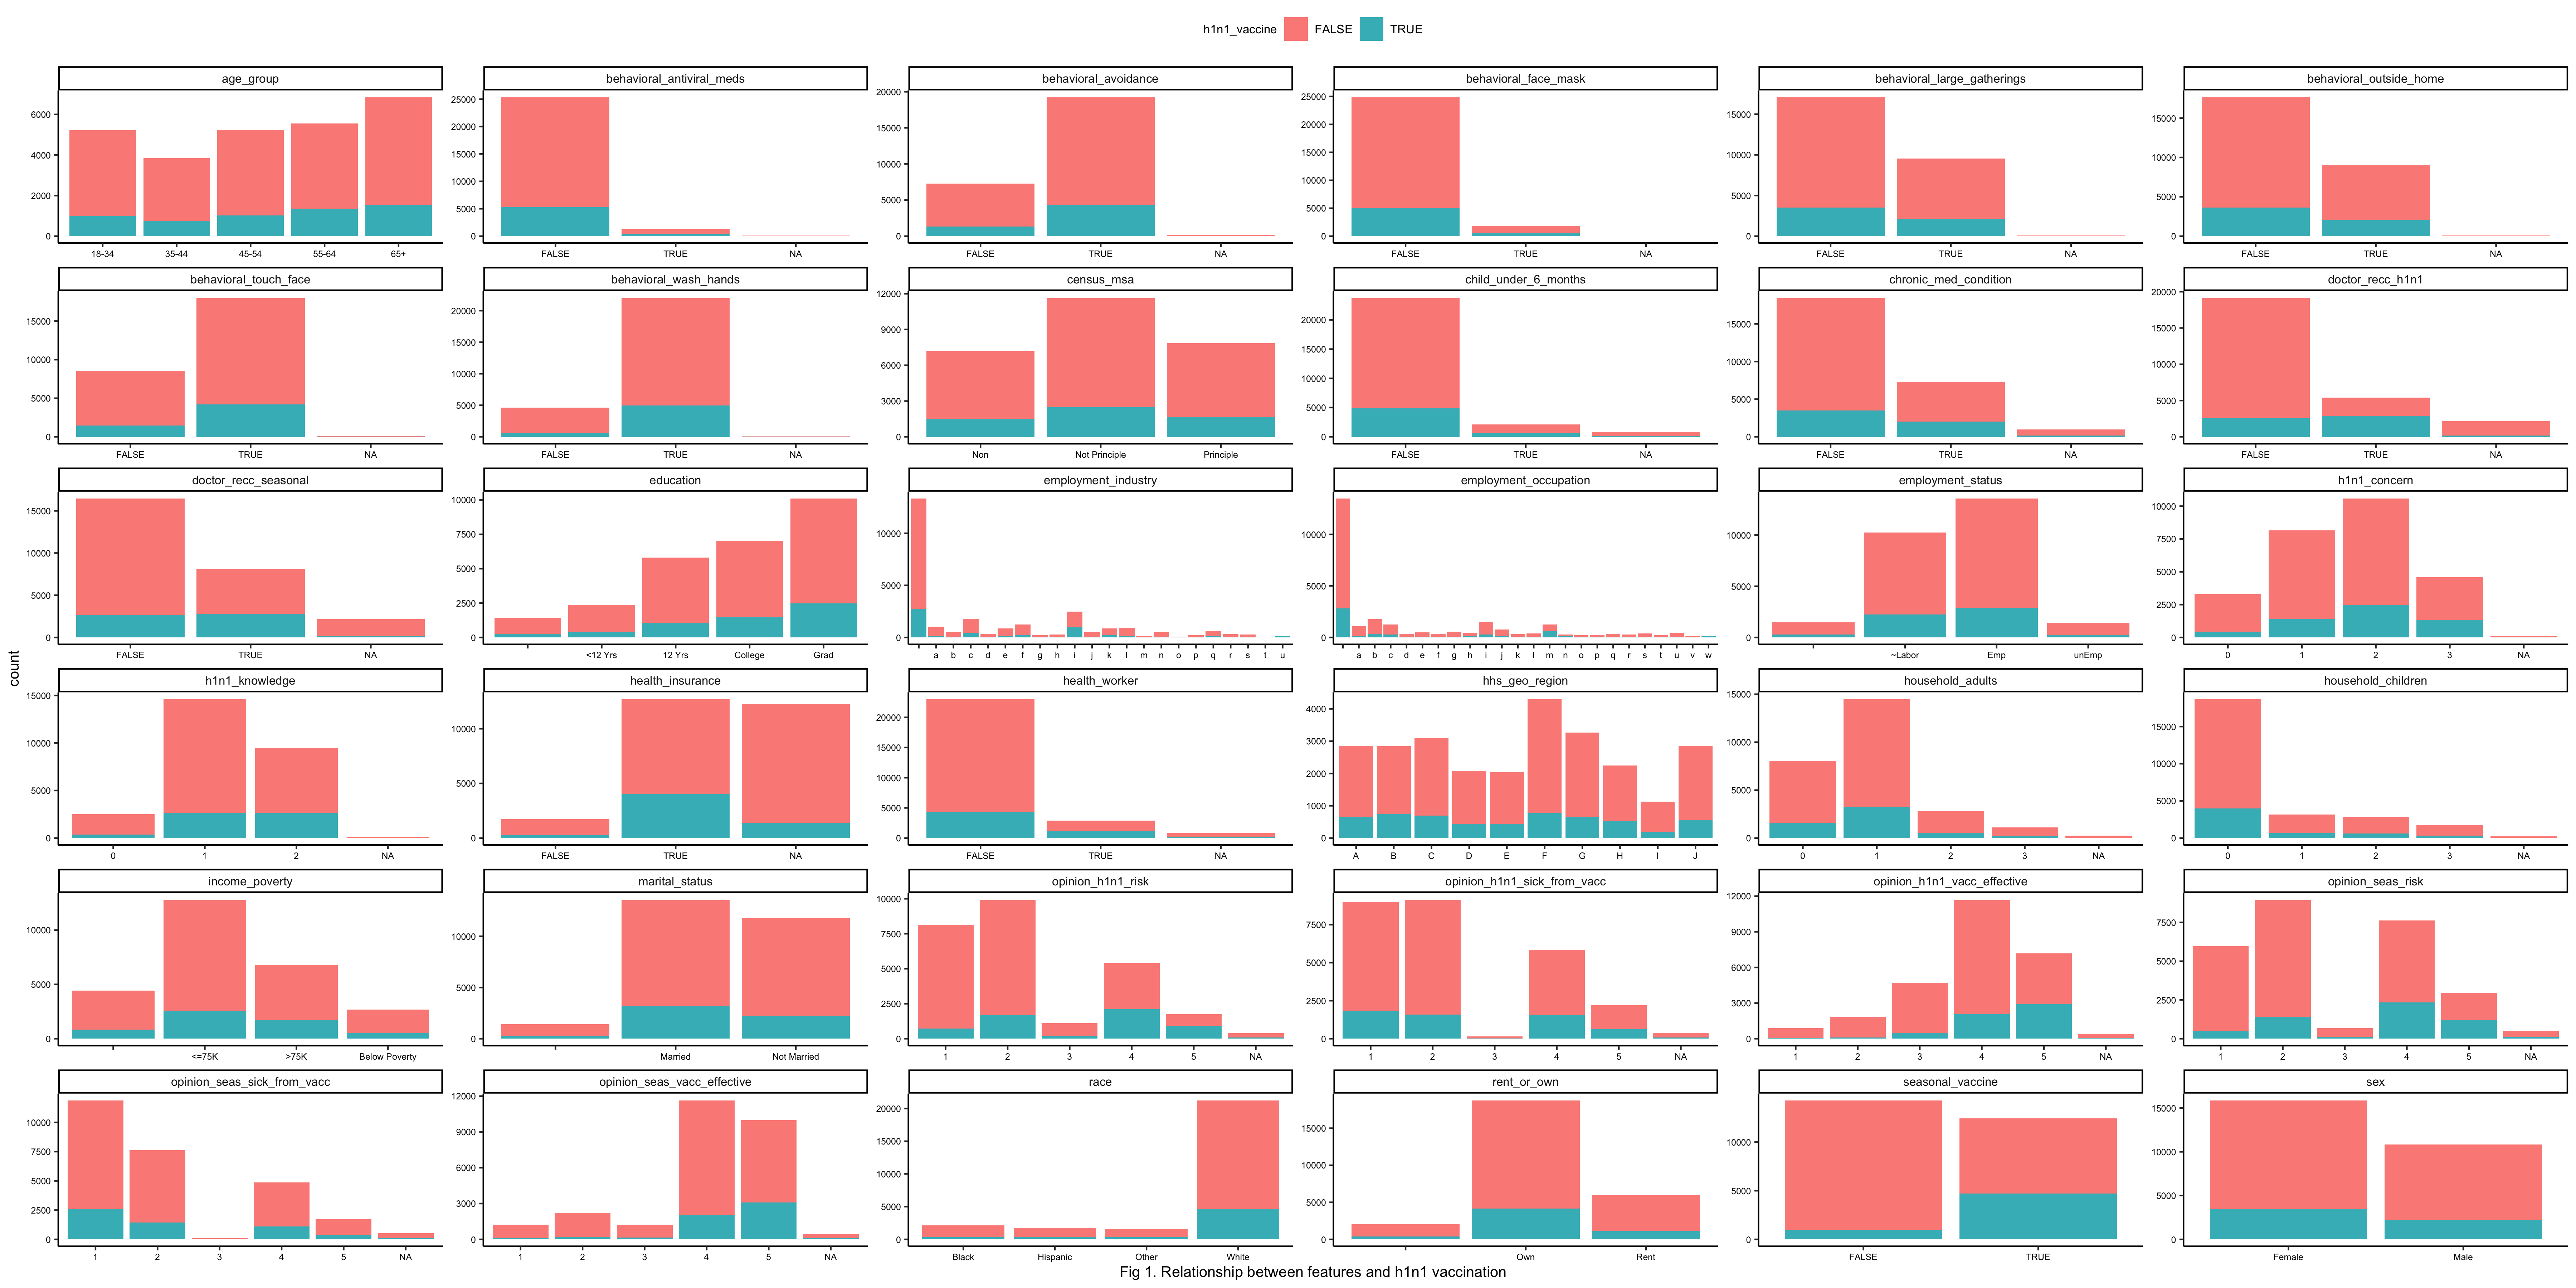 h1n1_vaccine FALSE TRUE
age_group behavioral_antiviral_meds behavioral_avoidance behavioral_face_mask behavioral_large_gatherings behavioral_outside_home
6000 4000 2000 0
18-34 35-44 45-54 55-64 65+
25000 20000 15000 10000 5000 0
FALSE TRUE NA
20000 15000 10000 5000 0
FALSE TRUE NA
25000 20000 15000 10000 5000 0
FALSE TRUE NA
15000 10000 5000 0
FALSE TRUE NA
15000 10000 5000 0
FALSE TRUE NA
behavioral_touch_face behavioral_wash_hands census_msa child_under_6_months chronic_med_condition doctor_recc_h1n1
15000 10000 5000 0
FALSE TRUE NA
20000 15000 10000 5000 0
FALSE TRUE NA
12000 9000 6000 3000 0
Non Not Principle Principle
20000 15000 10000 5000 0
FALSE TRUE NA
15000 10000 5000 0
FALSE TRUE NA
20000 15000 10000 5000 0
FALSE TRUE NA
doctor_recc_seasonal education employment_industry employment_occupation employment_status h1n1_concern
15000 10000 5000 0
FALSE TRUE NA
10000 7500 5000 2500 0
<12 Yrs 12 Yrs College Grad
10000 5000 0
a b c d e f g h i j k l m n o p q r s t u
10000 5000 0
a b c d e f g h i j k l m n o p q r s t u v w
10000 5000 0
~Labor Emp unEmp
10000 7500 5000 2500 0
0 1 2 3 NA
count
h1n1_knowledge health_insurance health_worker hhs_geo_region household_adults household_children
15000 10000 5000 0
0 1 2 NA
10000 5000 0
FALSE TRUE NA
20000 15000 10000 5000 0
FALSE TRUE NA
4000 3000 2000 1000 0
A B C D E F G H I J
15000 10000 5000 0
0 1 2 3 NA
15000 10000 5000 0
0 1 2 3 NA
income_poverty marital_status opinion_h1n1_risk opinion_h1n1_sick_from_vacc opinion_h1n1_vacc_effective opinion_seas_risk
10000 5000 0
<=75K >75K Below Poverty
10000 5000 0
Married Not Married
10000 7500 5000 2500 0
1 2 3 4 5 NA
7500 5000 2500 0
1 2 3 4 5 NA
12000 9000 6000 3000 0
1 2 3 4 5 NA
7500 5000 2500 0
1 2 3 4 5 NA
opinion_seas_sick_from_vacc opinion_seas_vacc_effective race rent_or_own seasonal_vaccine sex
10000 7500 5000 2500 0
1 2 3 4 5 NA
12000 9000 6000 3000 0
1 2 3 4 5 NA
20000 15000 10000 5000 0
Black Hispanic Other White
15000 10000 5000 0
Own Rent
10000 5000 0
FALSE TRUE
15000 10000 5000 0
Female Male
Fig 1. Relationship between features and h1n1 vaccination